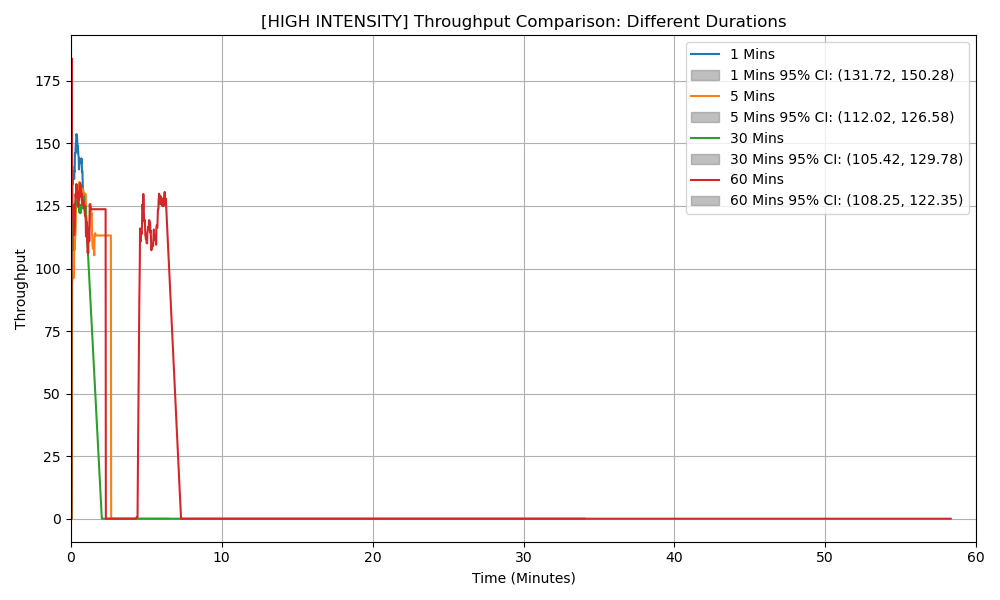 [HIGH INTENSITY] Throughput Comparison: Different Durations
1 Mins
1 Mins 95% CI: (131.72, 150.28)
5 Mins
5 Mins 95% CI: (112.02, 126.58)
30 Mins
30 Mins 95% CI: (105.42, 129.78)
60 Mins
60 Mins 95% CI: (108.25, 122.35)
Throughput
175
150
125
100
75
50
25
0
0 10 20 30 40 50 60
Time (Minutes)